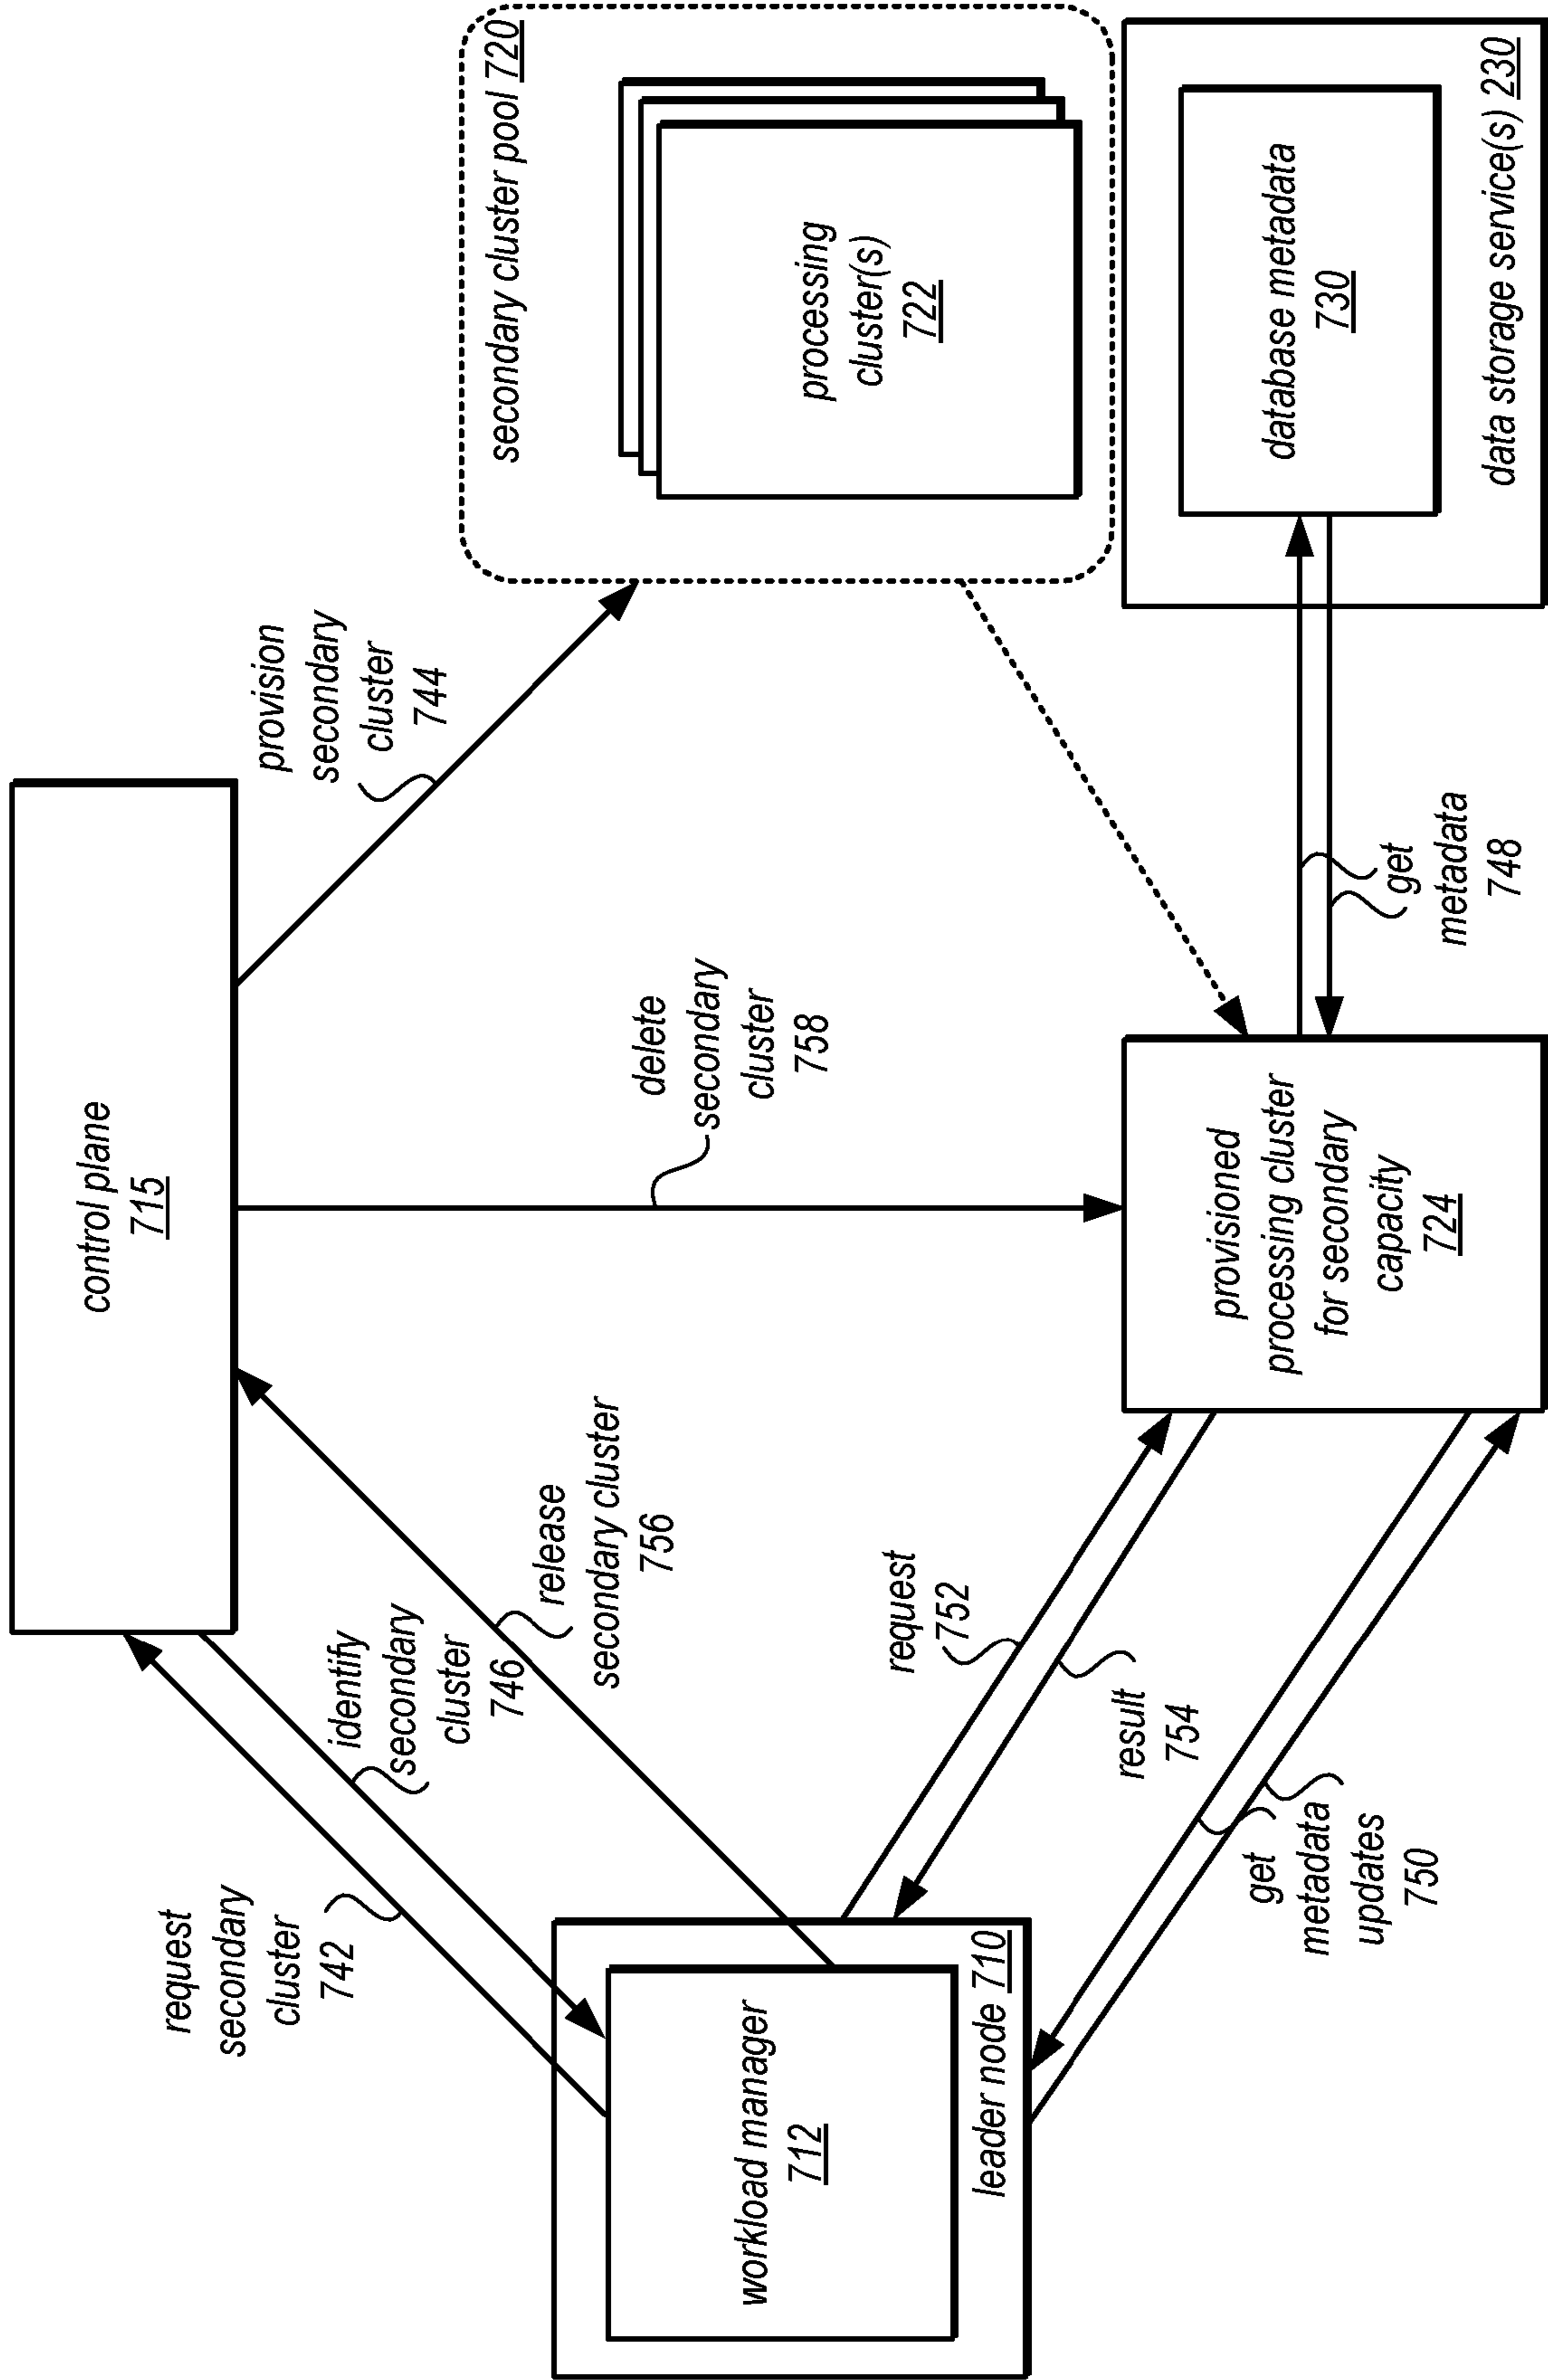 control plane
715
request
secondary
cluster
742
identify
secondary
cluster
746
release
secondary cluster
756
delete
secondary
cluster
758
provision
secondary
cluster
744
secondary cluster pool 720
processing
cluster(s)
722
workload manager
712
leader node 710
request
752
result
754
get
metadata
updates
750
provisioned
processing cluster
for secondary
capacity
724
get
metadata
748
database metadata
730
data storage service(s) 230